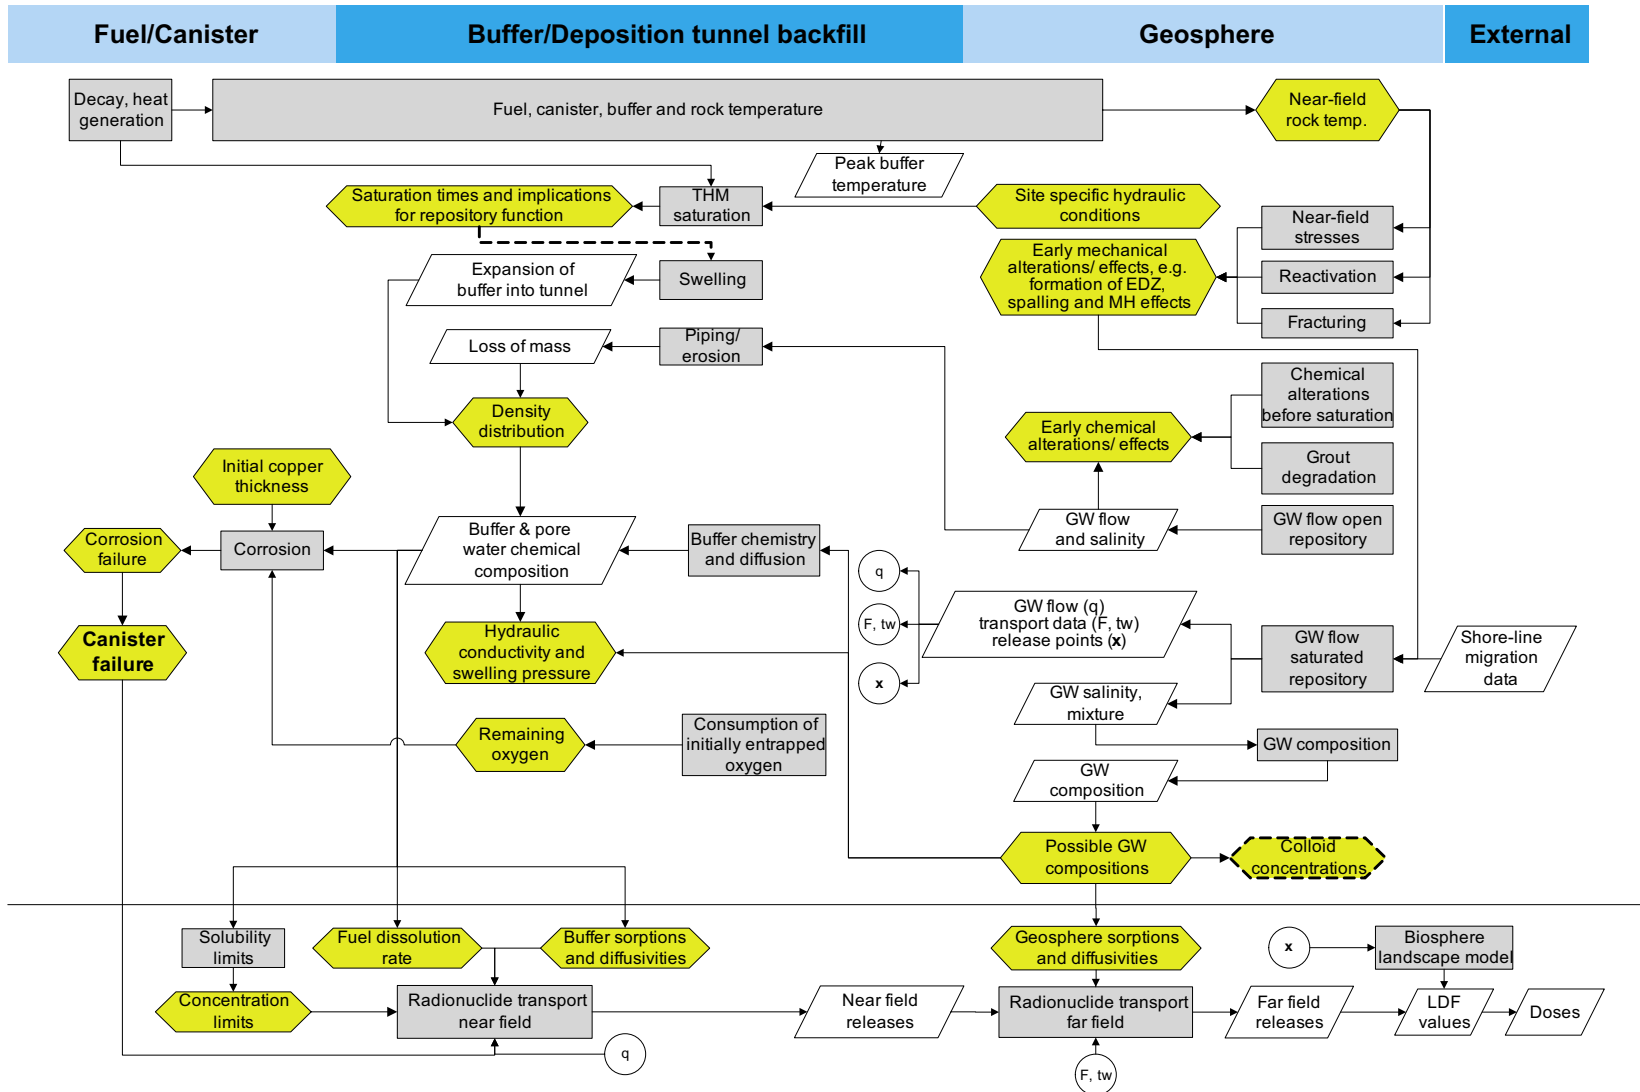 Fuel/Canister
Buffer/Deposition tunnel backfill
Geosphere
External
Decay, heat
generation
Fuel, canister, buffer and rock temperature
Near-field
rock temp.
Peak buffer
temperature
Saturation times and implications
for repository function
THM
saturation
Site specific hydraulic
conditions
Near-field
stresses
Early mechanical
alterations/ effects, e.g.
formation of EDZ,
spalling and MH effects
Reactivation
Fracturing
Expansion of
buffer into tunnel
Swelling
Loss of mass
Piping/
erosion
Density
distribution
Chemical
alterations
before saturation
Early chemical
alterations/ effects
Grout
degradation
Initial copper
thickness
GW flow
and salinity
GW flow open
repository
Corrosion
failure
Corrosion
Buffer & pore
water chemical
composition
Buffer chemistry
and diffusion
q
F, tw
x
GW flow (q)
transport data (F, tw)
release points (x)
Canister
failure
Hydraulic
conductivity and
swelling pressure
GW flow
saturated
repository
Shore-line
migration
data
GW salinity,
mixture
Remaining
oxygen
Consumption of
initially entrapped
oxygen
GW composition
GW
composition
Possible GW
compositions
Colloid
concentrations
Solubility
limits
Fuel dissolution
rate
Buffer sorptions
and diffusivities
Geosphere sorptions
and diffusivities
x
Biosphere
landscape model
Concentration
limits
Radionuclide transport
near field
Near field
releases
Radionuclide transport
far field
Far field
releases
LDF
values
Doses
q
F, tw